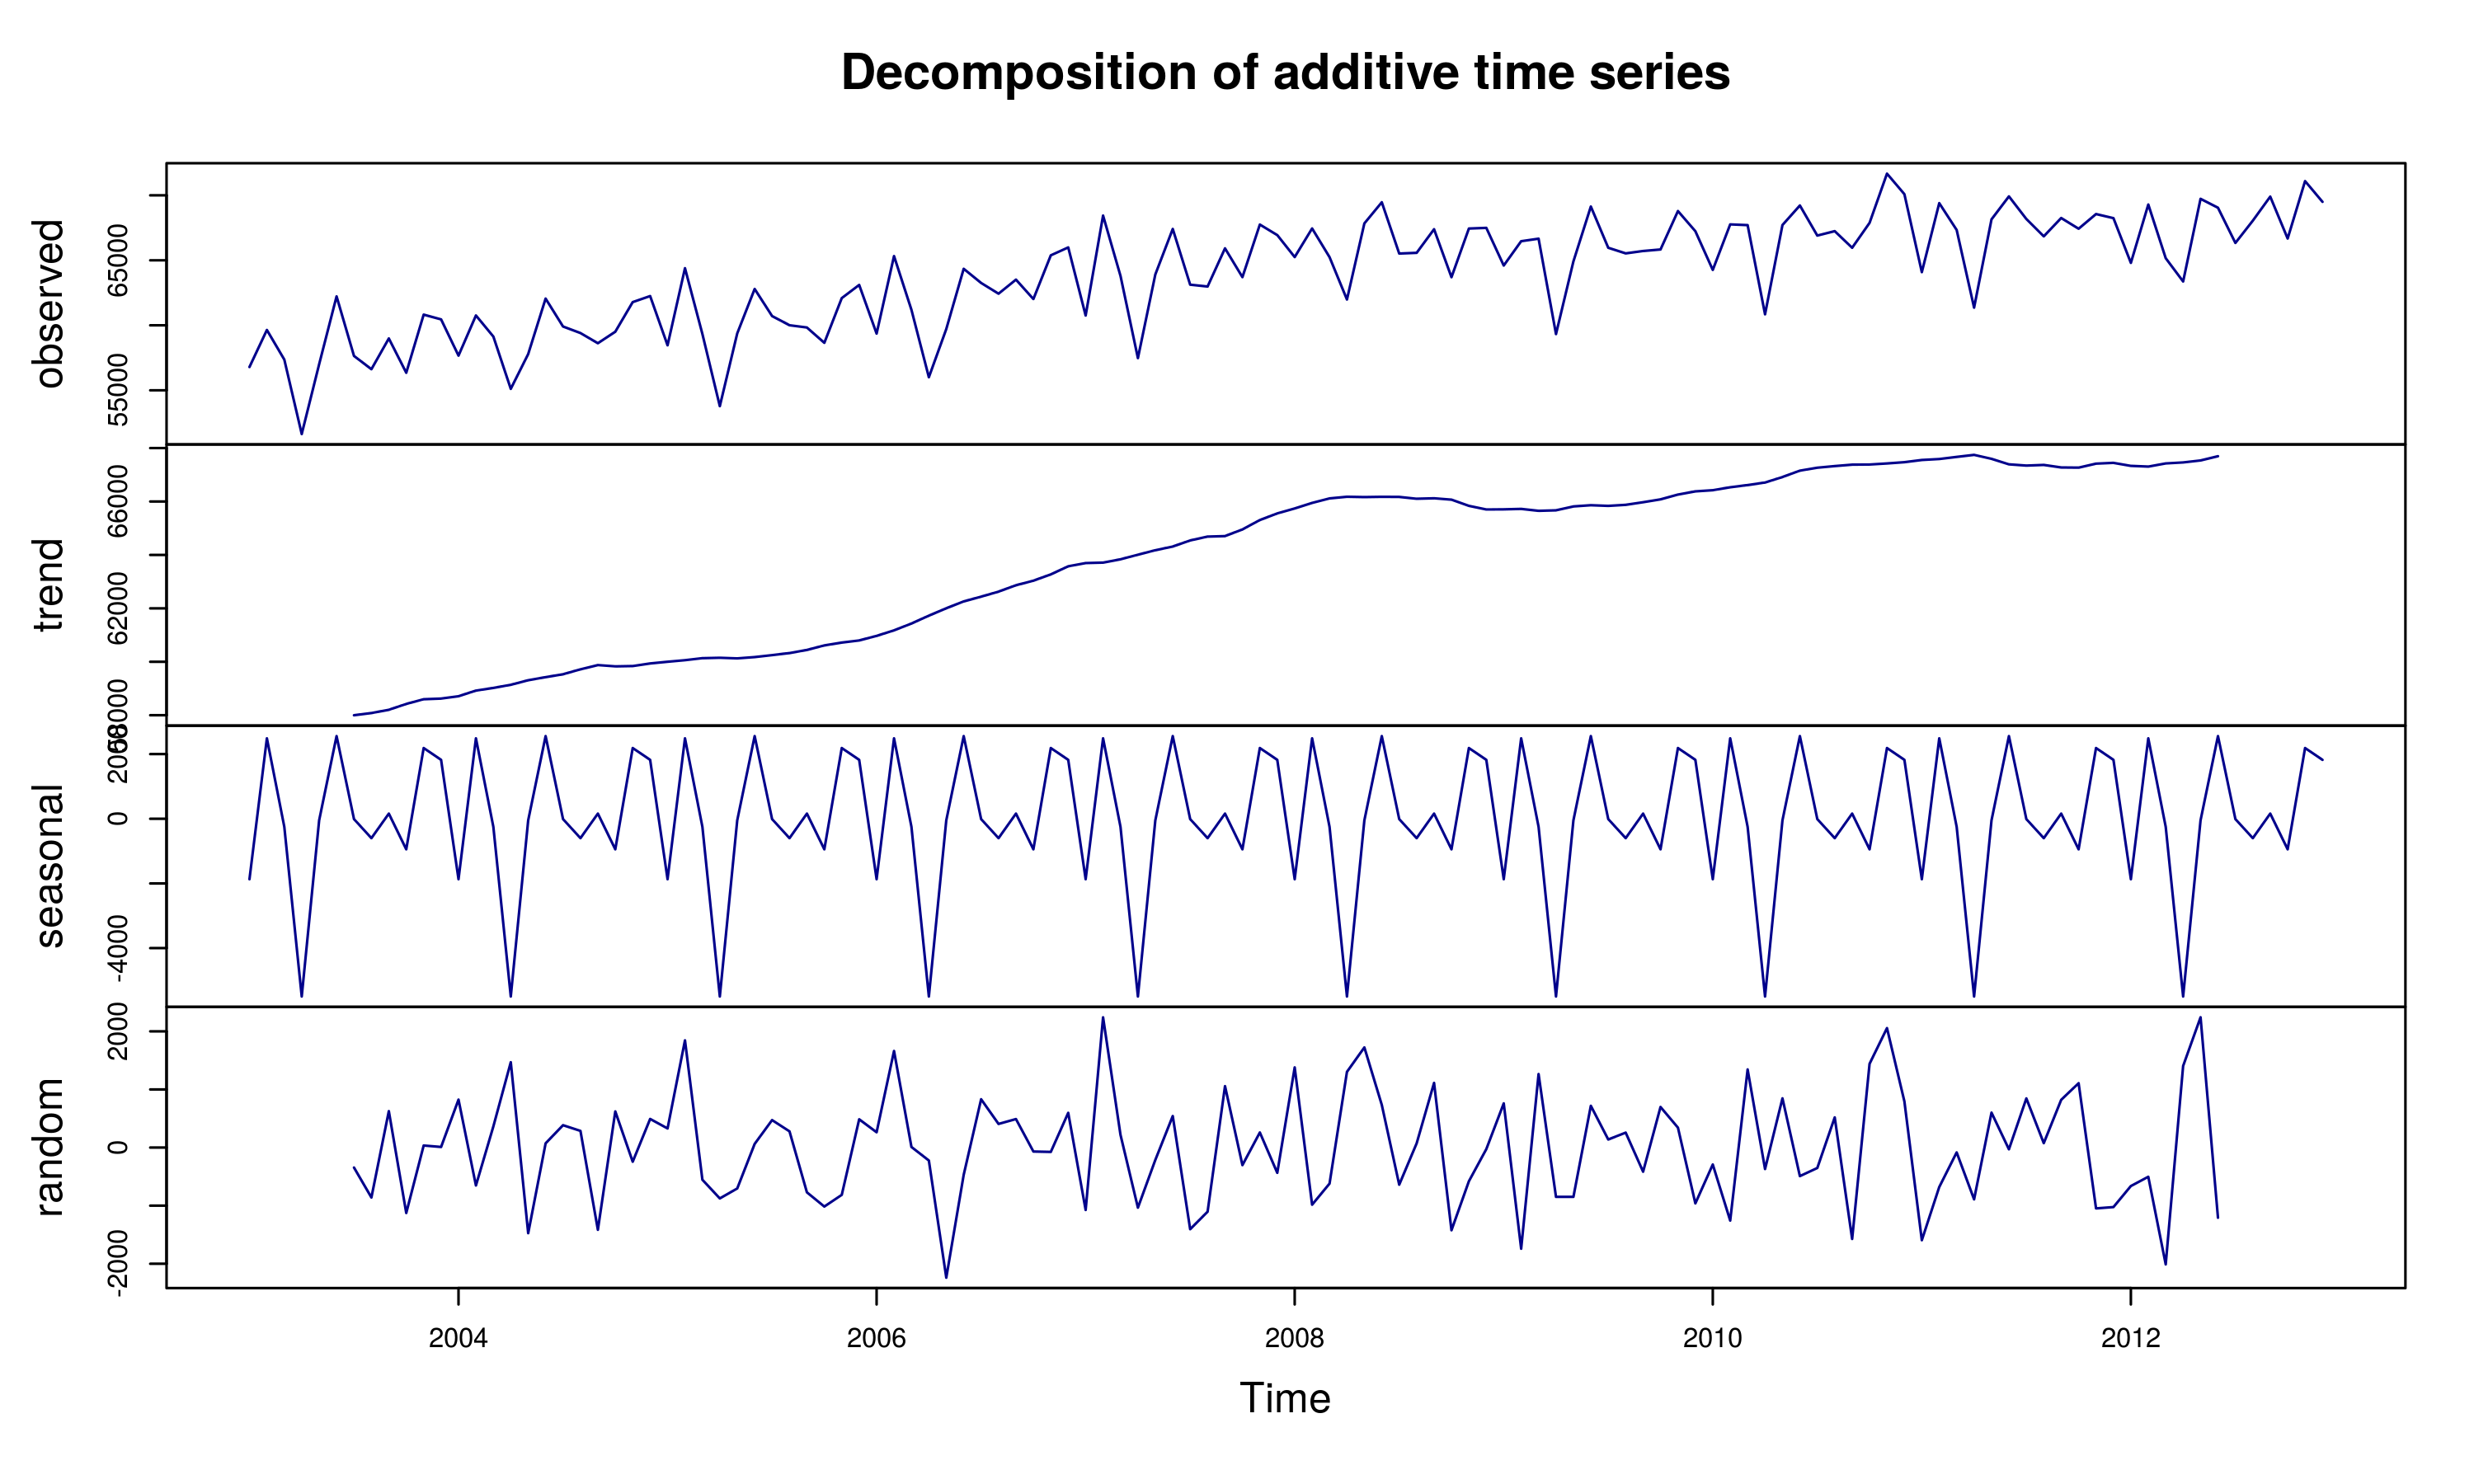 Decomposition of additive time series
observed
65000
55000
trend
66000
62000
58000
seasonal
2000
0
-4000
random
2000
0
-2000
2004 2006 2008 2010 2012
Time